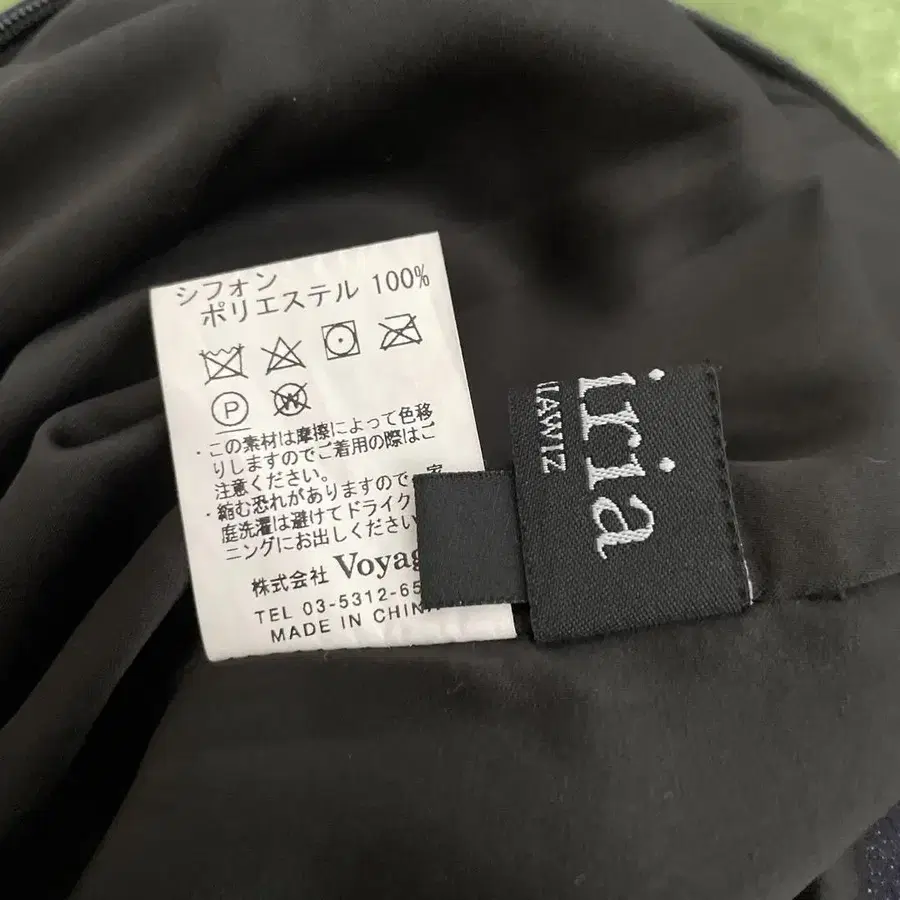 シフォン
ポリエステル 100%
P
W
・この素材は摩擦によって色移
りしますのでご着用の際はご
注意ください。
・縮む恐れがありますので、家
庭洗濯は避けてドライク
ニングにお出しください
株式会社 Voyag
TEL 03-5312-65
MADE IN CHINA
iria
IAWIZ